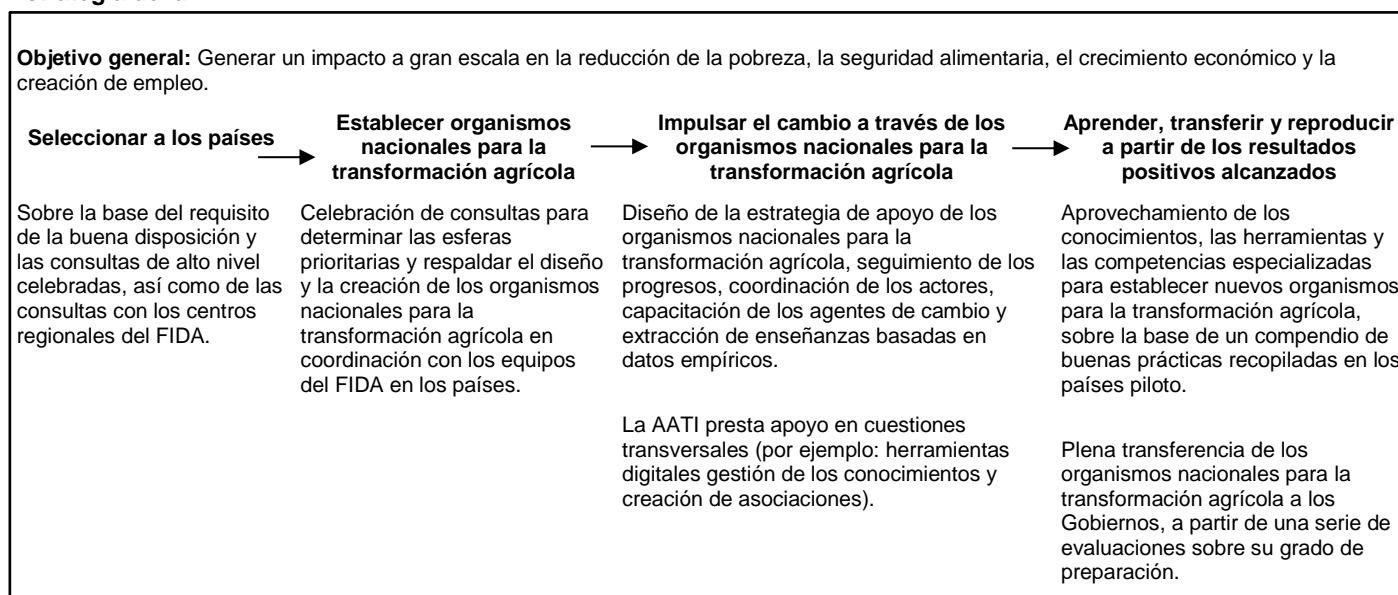 Objetivo general: Generar un impacto a gran escala en la reducción de la pobreza, la seguridad alimentaria, el crecimiento económico y la
creación de empleo.
Seleccionar a los países
Establecer organismos
nacionales para la
transformación agrícola
Impulsar el cambio a través de los
organismos nacionales para la
transformación agrícola
Aprender, transferir y reproducir
a partir de los resultados
positivos alcanzados
Sobre la base del requisito
de la buena disposición y
las consultas de alto nivel
celebradas, así como de las
consultas con los centros
regionales del FIDA.
Celebración de consultas para
determinar las esferas
prioritarias y respaldar el diseño
y la creación de los organismos
nacionales para la
transformación agrícola en
coordinación con los equipos
del FIDA en los países.
Diseño de la estrategia de apoyo de los
organismos nacionales para la
transformación agrícola, seguimiento de los
progresos, coordinación de los actores,
capacitación de los agentes de cambio y
extracción de enseñanzas basadas en
datos empíricos.
La AATI presta apoyo en cuestiones
transversales (por ejemplo: herramientas
digitales gestión de los conocimientos y
creación de asociaciones).
Aprovechamiento de los
conocimientos, las herramientas y
las competencias especializadas
para establecer nuevos organismos
para la transformación agrícola,
sobre la base de un compendio de
buenas prácticas recopiladas en los
países piloto.
Plena transferencia de los
organismos nacionales para la
transformación agrícola a los
Gobiernos, a partir de una serie de
evaluaciones sobre su grado de
preparación.